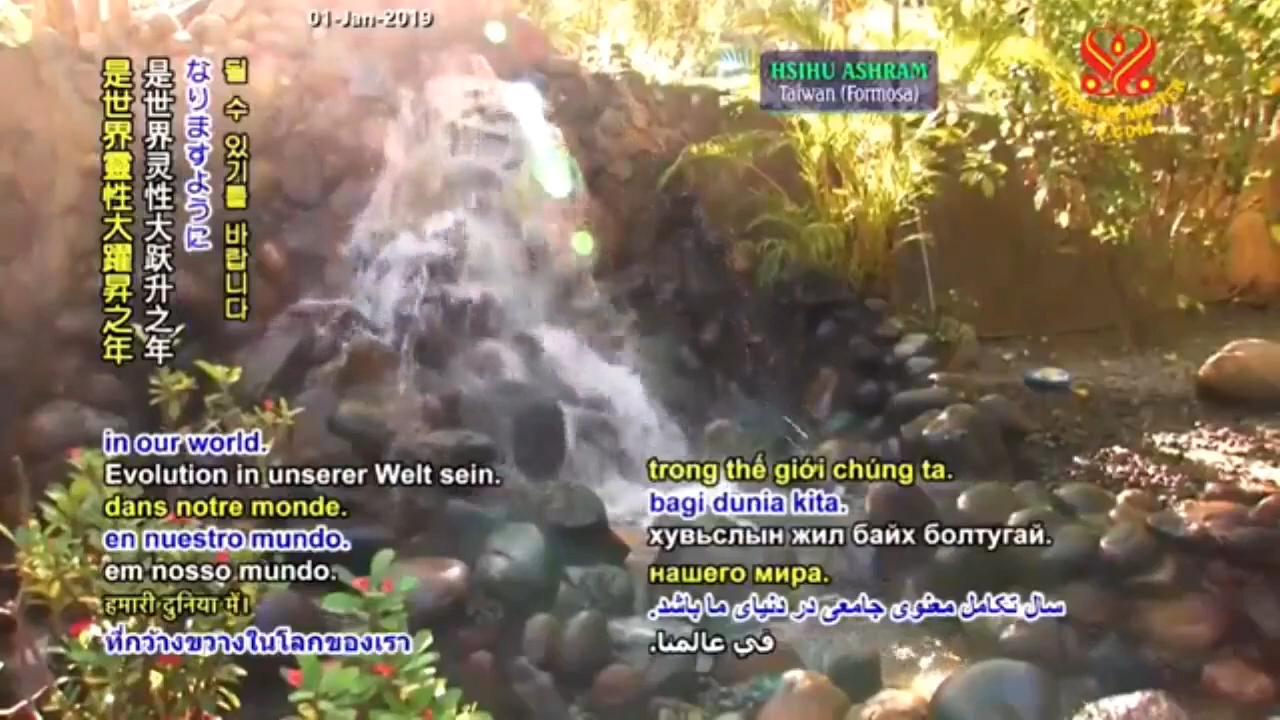 01-Jan-2019
HSIHU ASHRAM
Taiwan (Formosa)
SUPREME MASTER
TV.COM
될 수 있기를 바랍니다
なりますように
是世界灵性大跃升之年
是世界靈性大躍昇之年
in our world.
Evolution in unserer Welt sein.
dans notre monde.
en nuestro mundo.
em nosso mundo.
हमारी दुनिया में।
ที่กว้างขวางในโลกของเรา
trong thế giới chúng ta.
bagi dunia kita.
хувьслын жил байх болтугай.
нашего мира.
سال تکامل معنوی جامعی در دنیای ما باشد.
في عالمنا.